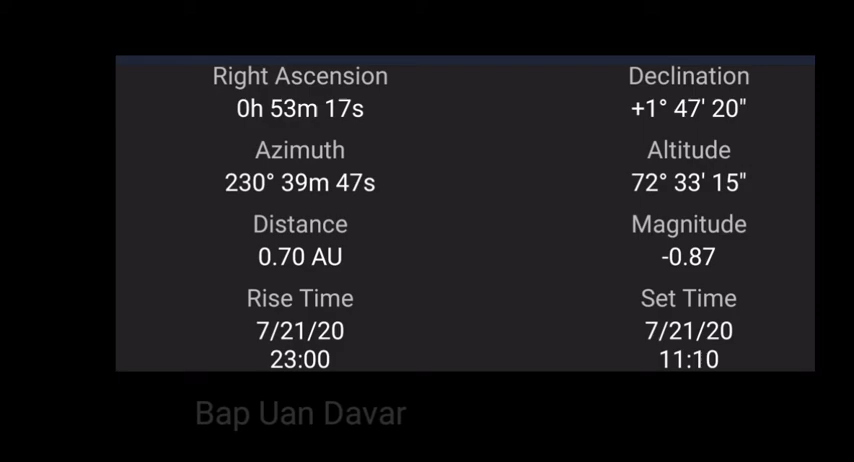 Right Ascension Declination
0h 53m 17s +1° 47' 20"
Azimuth Altitude
230° 39m 47s 72° 33' 15"
Distance Magnitude
0.70 AU -0.87
Rise Time Set Time
7/21/20 7/21/20
23:00 11:10
Bap Uan Davar